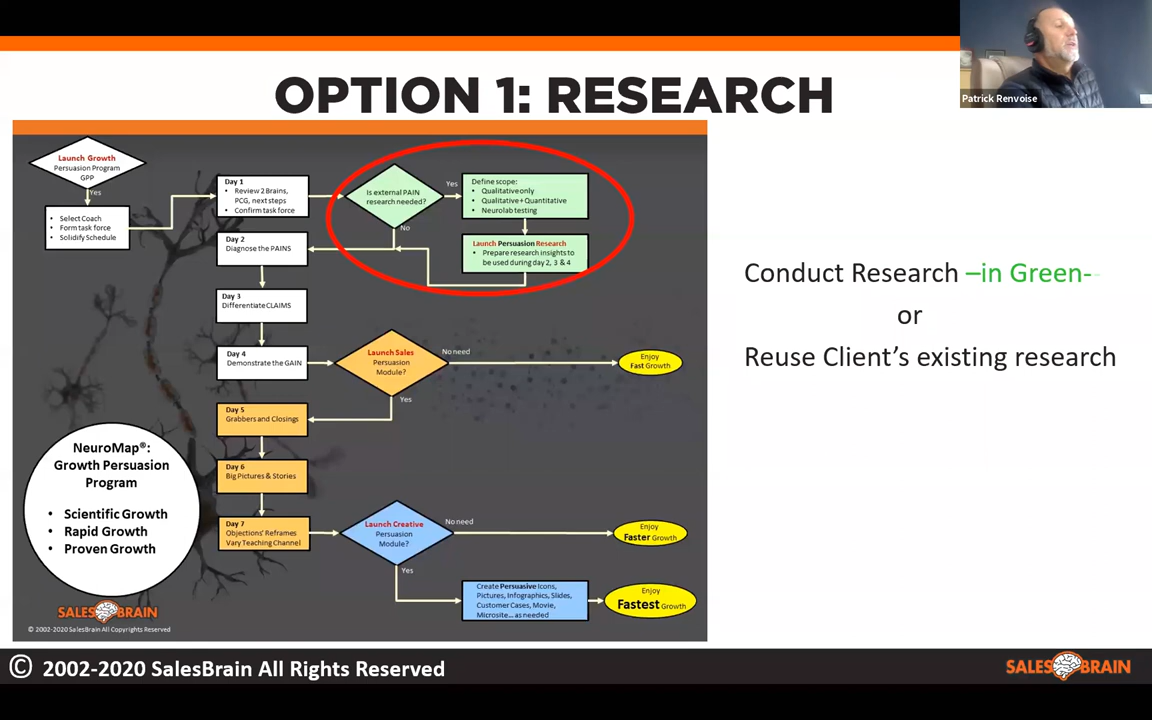 OPTION 1: RESEARCH
Patrick Renvoise
Launch Growth
Persuasion Program
GPP
Yes
• Select Coach
• Form task force
• Solidify Schedule
Day 1
• Review 2 Brains,
PCG, next steps
• Confirm task force
Is external PAIN
research needed?
Yes
No
Define scope:
• Qualitative only
• Qualitative + Quantitative
• Neurolab testing
Launch Persuasion Research
• Prepare research insights to
be used during day 2, 3 & 4
Day 2
Diagnose the PAINS
Day 3
Differentiate CLAIMS
Day 4
Demonstrate the GAIN
Launch Sales
Persuasion
Module?
No need
Enjoy
Fast Growth
Yes
Day 5
Grabbers and Closings
Day 6
Big Pictures & Stories
Day 7
Objections' Reframes
Vary Teaching Channel
Launch Creative
Persuasion
Module?
No need
Enjoy
Faster Growth
Yes
Create Persuasive Icons,
Pictures, Infographics, Slides,
Customer Cases, Movie,
Microsite... as needed
Enjoy
Fastest Growth
NeuroMap®:
Growth Persuasion
Program
• Scientific Growth
• Rapid Growth
• Proven Growth
SALES BRAIN
© 2002-2020 SalesBrain All Copyrights Reserved
Conduct Research –in Green-
or
Reuse Client's existing research
© 2002-2020 SalesBrain All Rights Reserved
SALES BRAIN